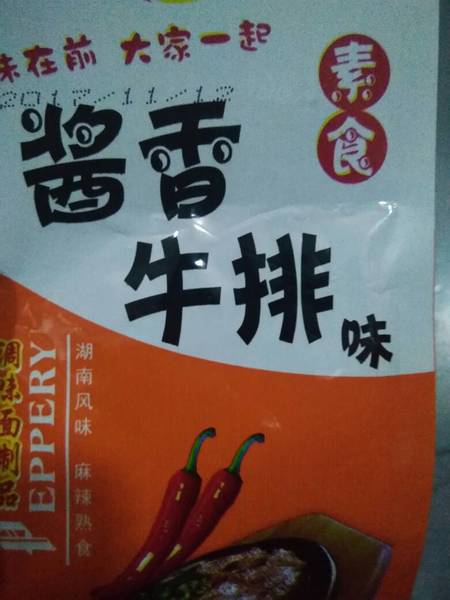 味在前 大家一起
2017/11/12
素食
酱香
牛排味
湖南风味 麻辣熟食
PEPPERY
调味面制品